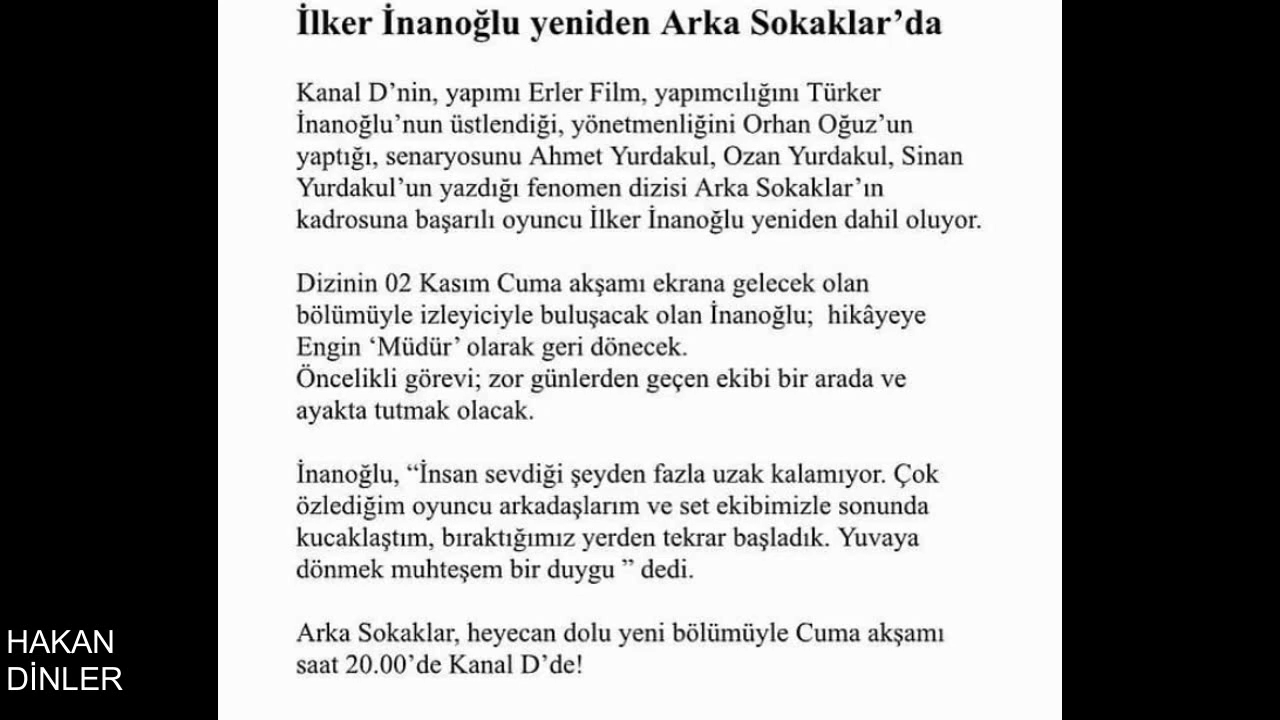 İlker İnanoğlu yeniden Arka Sokaklar’da
Kanal D’nin, yapımı Erler Film, yapımcılığını Türker
İnanoğlu’nun üstlendiği, yönetmenliğini Orhan Oğuz’un
yaptığı, senaryosunu Ahmet Yurdakul, Ozan Yurdakul, Sinan
Yurdakul’un yazdığı fenomen dizisi Arka Sokaklar’ın
kadrosuna başarılı oyuncu İlker İnanoğlu yeniden dahil oluyor.
Dizinin 02 Kasım Cuma akşamı ekrana gelecek olan
bölümüyle izleyiciyle buluşacak olan İnanoğlu;  hikâyeye
Engin ‘Müdür’ olarak geri dönecek.
Öncelikli görevi; zor günlerden geçen ekibi bir arada ve
ayakta tutmak olacak.
İnanoğlu, “İnsan sevdiği şeyden fazla uzak kalamıyor. Çok
özlediğim oyuncu arkadaşlarım ve set ekibimizle sonunda
kucaklaştım, bıraktığımız yerden tekrar başladık. Yuvaya
dönmek muhteşem bir duygu ” dedi.
Arka Sokaklar, heyecan dolu yeni bölümüyle Cuma akşamı
saat 20.00’de Kanal D’de!
HAKAN
DİNLER